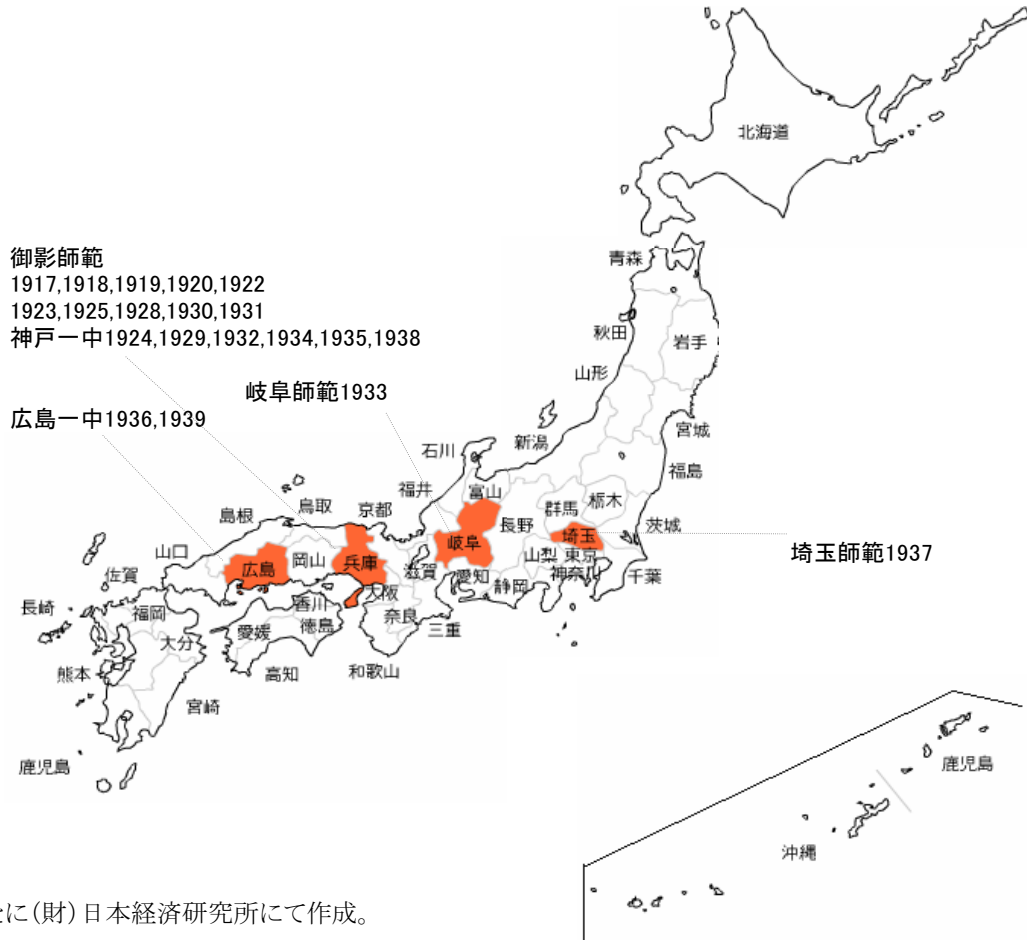 北海道
御影師範
1917,1918,1919,1920,1922
1923,1925,1928,1930,1931
神戸一中1924,1929,1932,1934,1935,1938
岐阜師範1933
広島一中1936,1939
青森
秋田
岩手
山形
宮城
新潟
福島
石川
富山
福井
群馬
栃木
長野
茨城
埼玉
埼玉師範1937
山梨
東京
神奈川
千葉
静岡
愛知
岐阜
滋賀
京都
鳥取
島根
兵庫
岡山
広島
山口
大阪
奈良
三重
和歌山
香川
徳島
愛媛
高知
佐賀
長崎
福岡
大分
熊本
宮崎
鹿児島
鹿児島
沖縄
に(財)日本経済研究所にて作成。